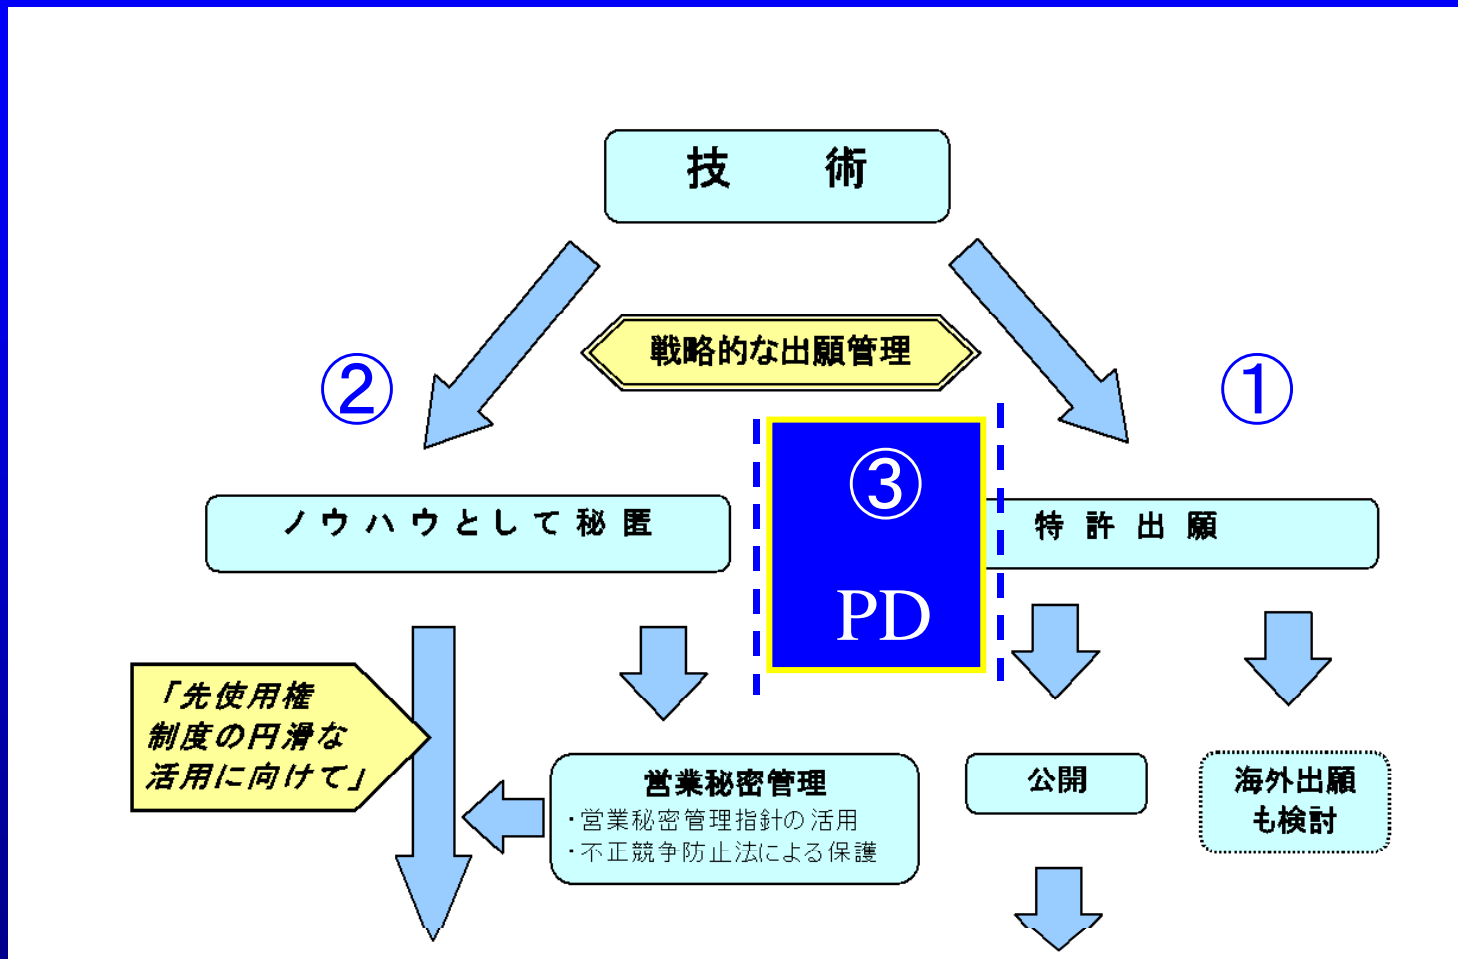 技 術
戦略的な出願管理
②
①
③
PD
ノウハウとして秘匿
特許出願
「先使用権
制度の円滑な
活用に向けて」
営業秘密管理
・営業秘密管理指針の活用
・不正競争防止法による保護
公開
海外出願
も検討